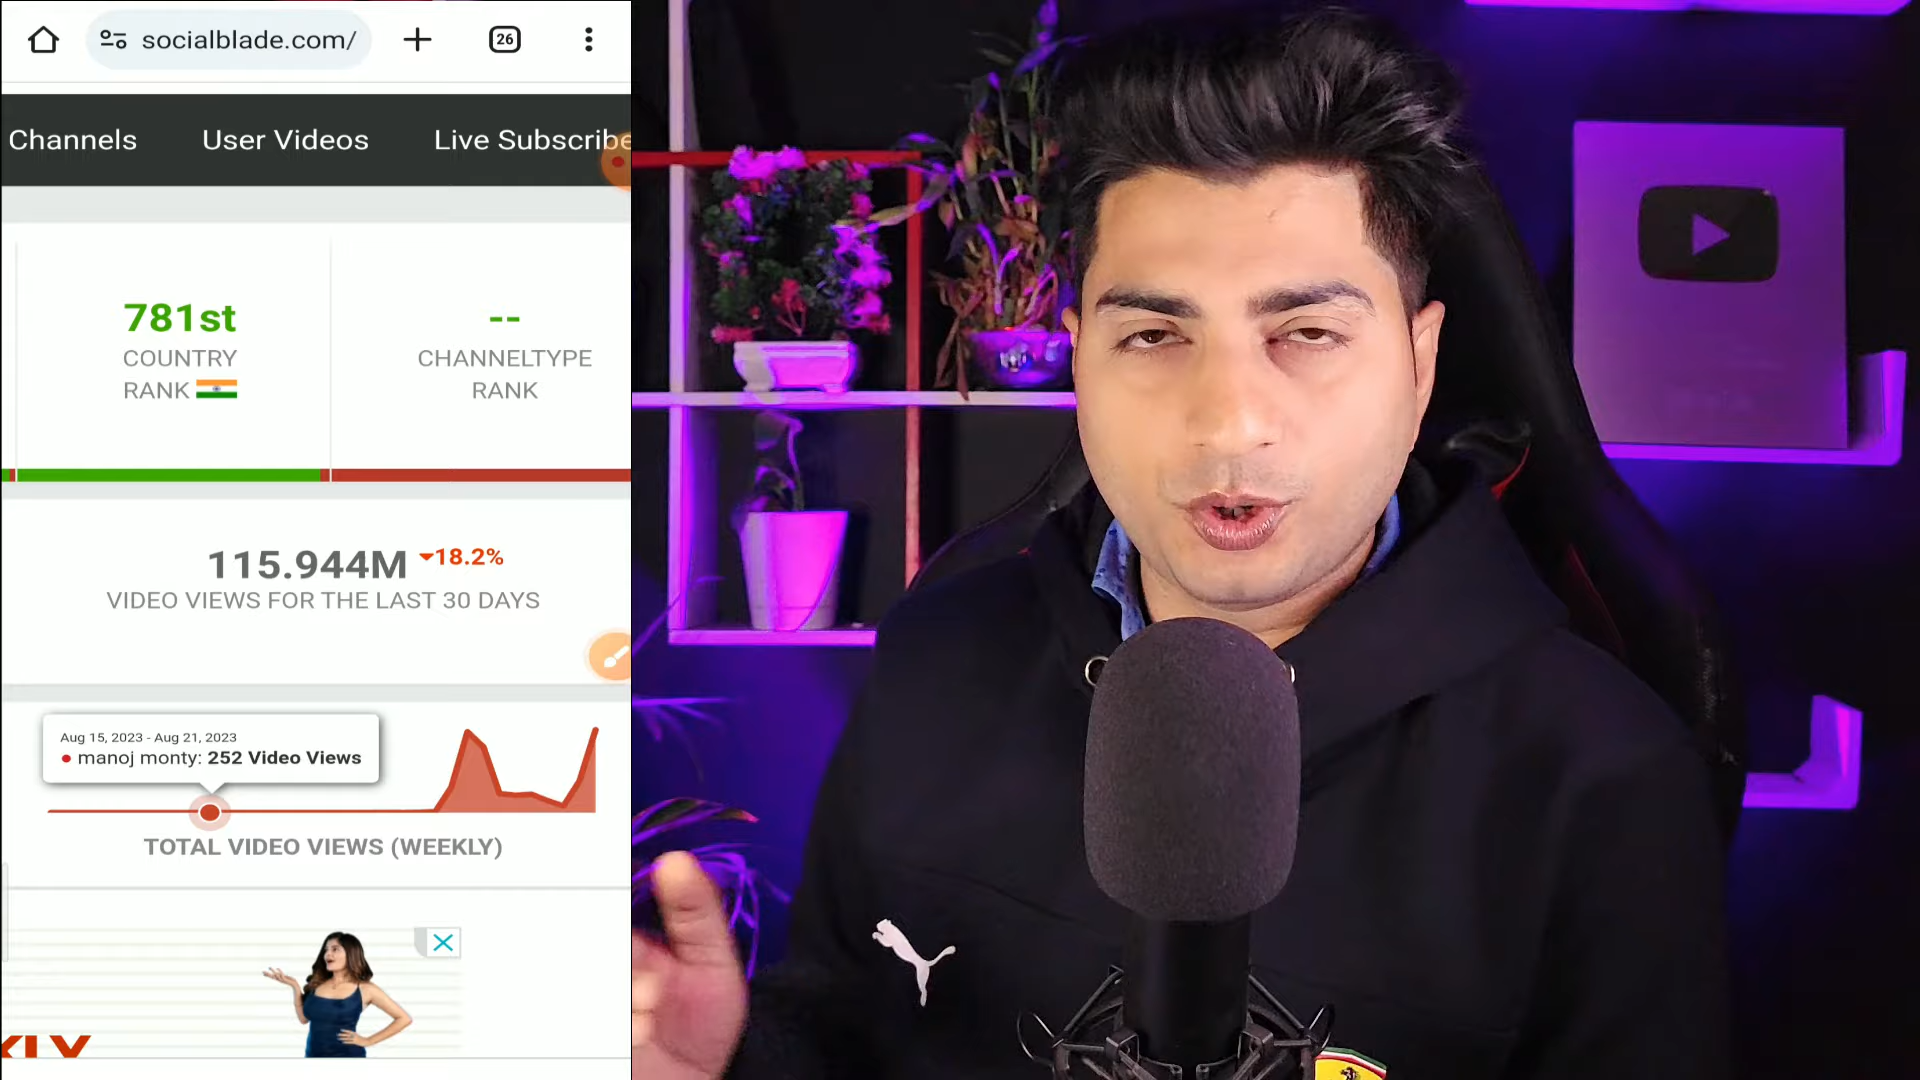 socialblade.com/
26
Channels
User Videos
Live Subscribe
781st
COUNTRY
RANK
--
CHANNELTYPE
RANK
115.944M
18.2%
VIDEO VIEWS FOR THE LAST 30 DAYS
Aug 15, 2023 - Aug 21, 2023
manoj monty: 252 Video Views
TOTAL VIDEO VIEWS (WEEKLY)
KLY